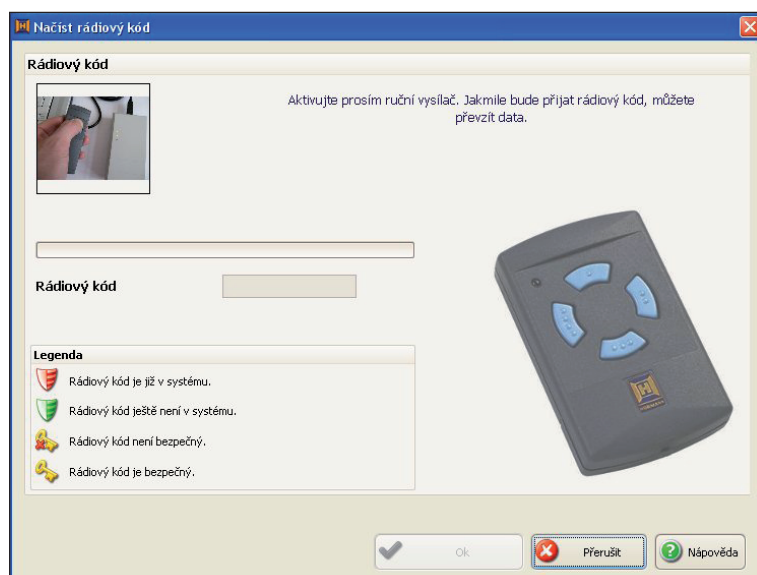 Načíst rádiový kód
Rádiový kód
Aktivujte prosím ruční vysílač. Jakmile bude přijat rádiový kód, můžete
převzít data.
Rádiový kód
Legenda
Rádiový kód je již v systému.
Rádiový kód ještě není v systému.
Rádiový kód není bezpečný.
Rádiový kód je bezpečný.
Ok
Přerušit
Nápověda